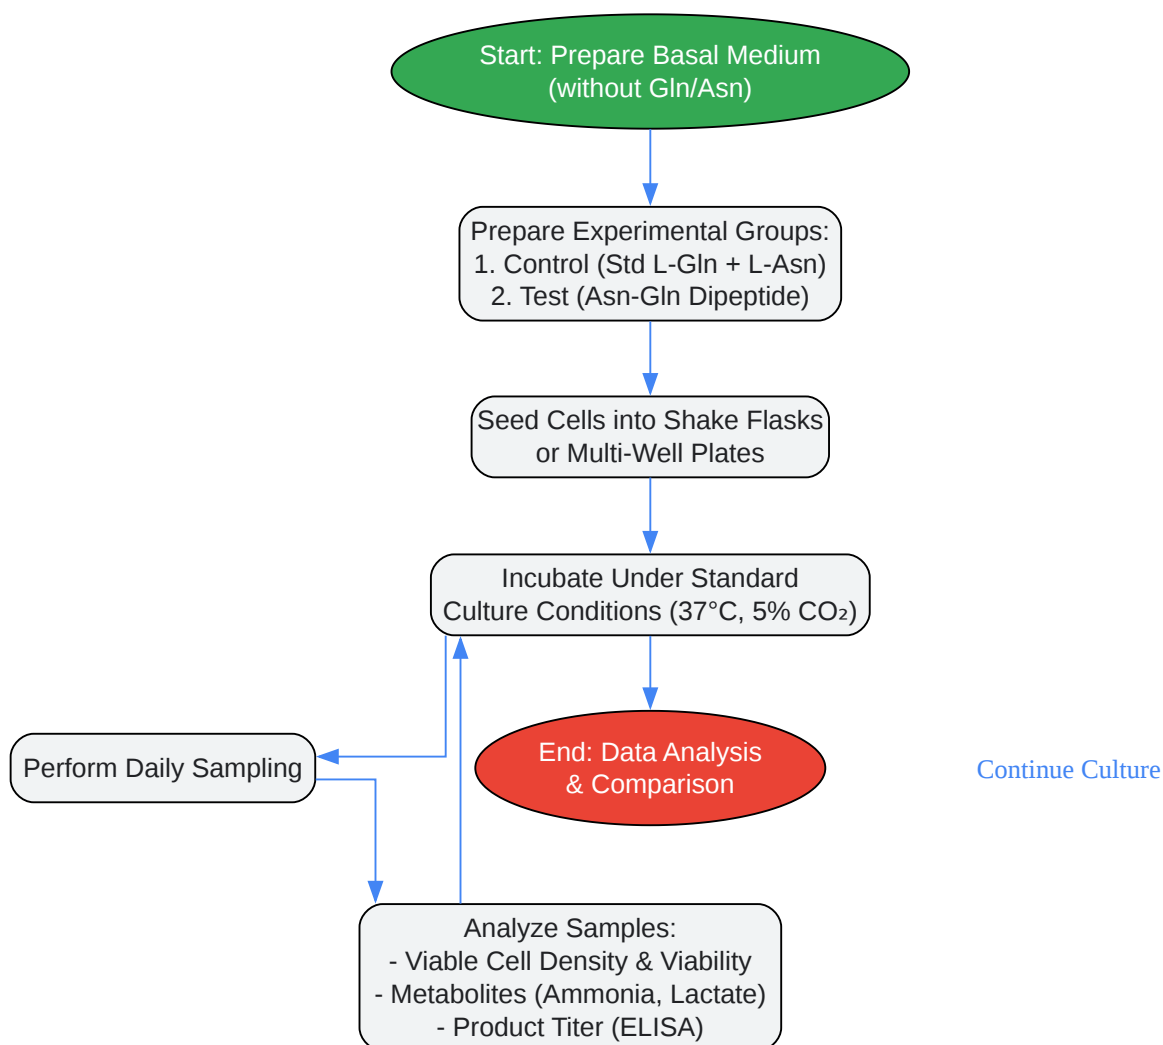 Start: Prepare Basal Medium
(without Gln/Asn)
Prepare Experimental Groups:
1. Control (Std L-Gln + L-Asn)
2. Test (Asn-Gln Dipeptide)
Seed Cells into Shake Flasks
or Multi-Well Plates
Incubate Under Standard
Culture Conditions (37°C, 5% CO₂)
Perform Daily Sampling
End: Data Analysis
& Comparison
Continue Culture
Analyze Samples:
- Viable Cell Density & Viability
- Metabolites (Ammonia, Lactate)
- Product Titer (ELISA)